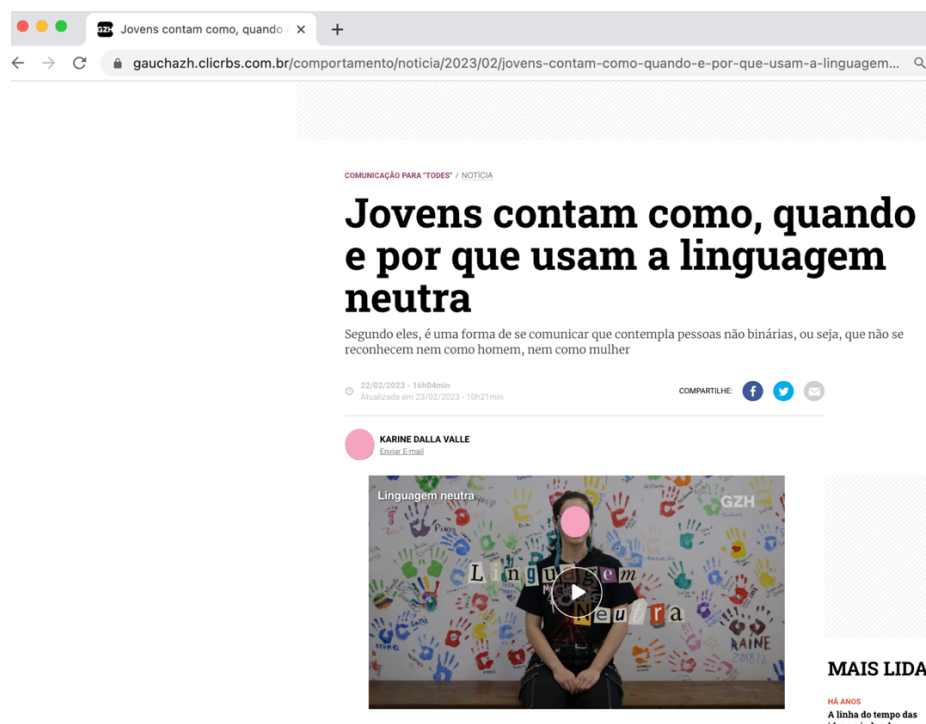 GZH Jovens contam como, quando
gauchazh.clicrbs.com.br/comportamento/noticia/2023/02/jovens-contam-como-quando-e-por-que-usam-a-linguagem...
COMUNICAÇÃO PARA "TODES" / NOTÍCIA
Jovens contam como, quando
e por que usam a linguagem
neutra
Segundo eles, é uma forma de se comunicar que contempla pessoas não binárias, ou seja, que não se
reconhecem nem como homem, nem como mulher
22/02/2023 - 16h04min
Atualizada em 23/02/2023 - 10h21min
COMPARTILHE:
KARINE DALLA VALLE
Enviar E-mail
Linguagem neutra
GZH
Linguagem
Neutra
RAINE
2018/2
MAIS LIDA
HÁ ANOS
A linha do tempo das